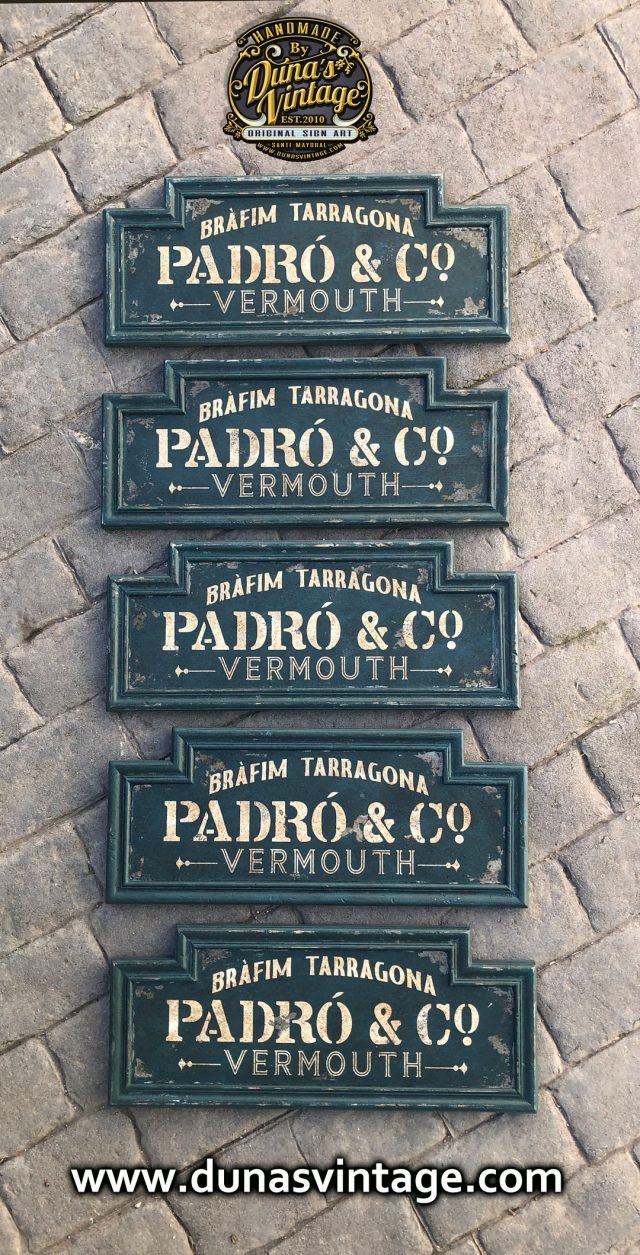 HANDMADE
By
Duna's
Vintage
EST. 2010
ORIGINAL SIGN ART
SANTI MAYORAL
WWW.DUNASVINTAGE.COM
BRÀFIM TARRAGONA
PADRÓ & Cº
VERMOUTH
BRÀFIM TARRAGONA
PADRÓ & Cº
VERMOUTH
BRÀFIM TARRAGONA
PADRÓ & Cº
VERMOUTH
BRÀFIM TARRAGONA
PADRÓ & Cº
VERMOUTH
BRÀFIM TARRAGONA
PADRÓ & Cº
VERMOUTH
www.dunasvintage.com